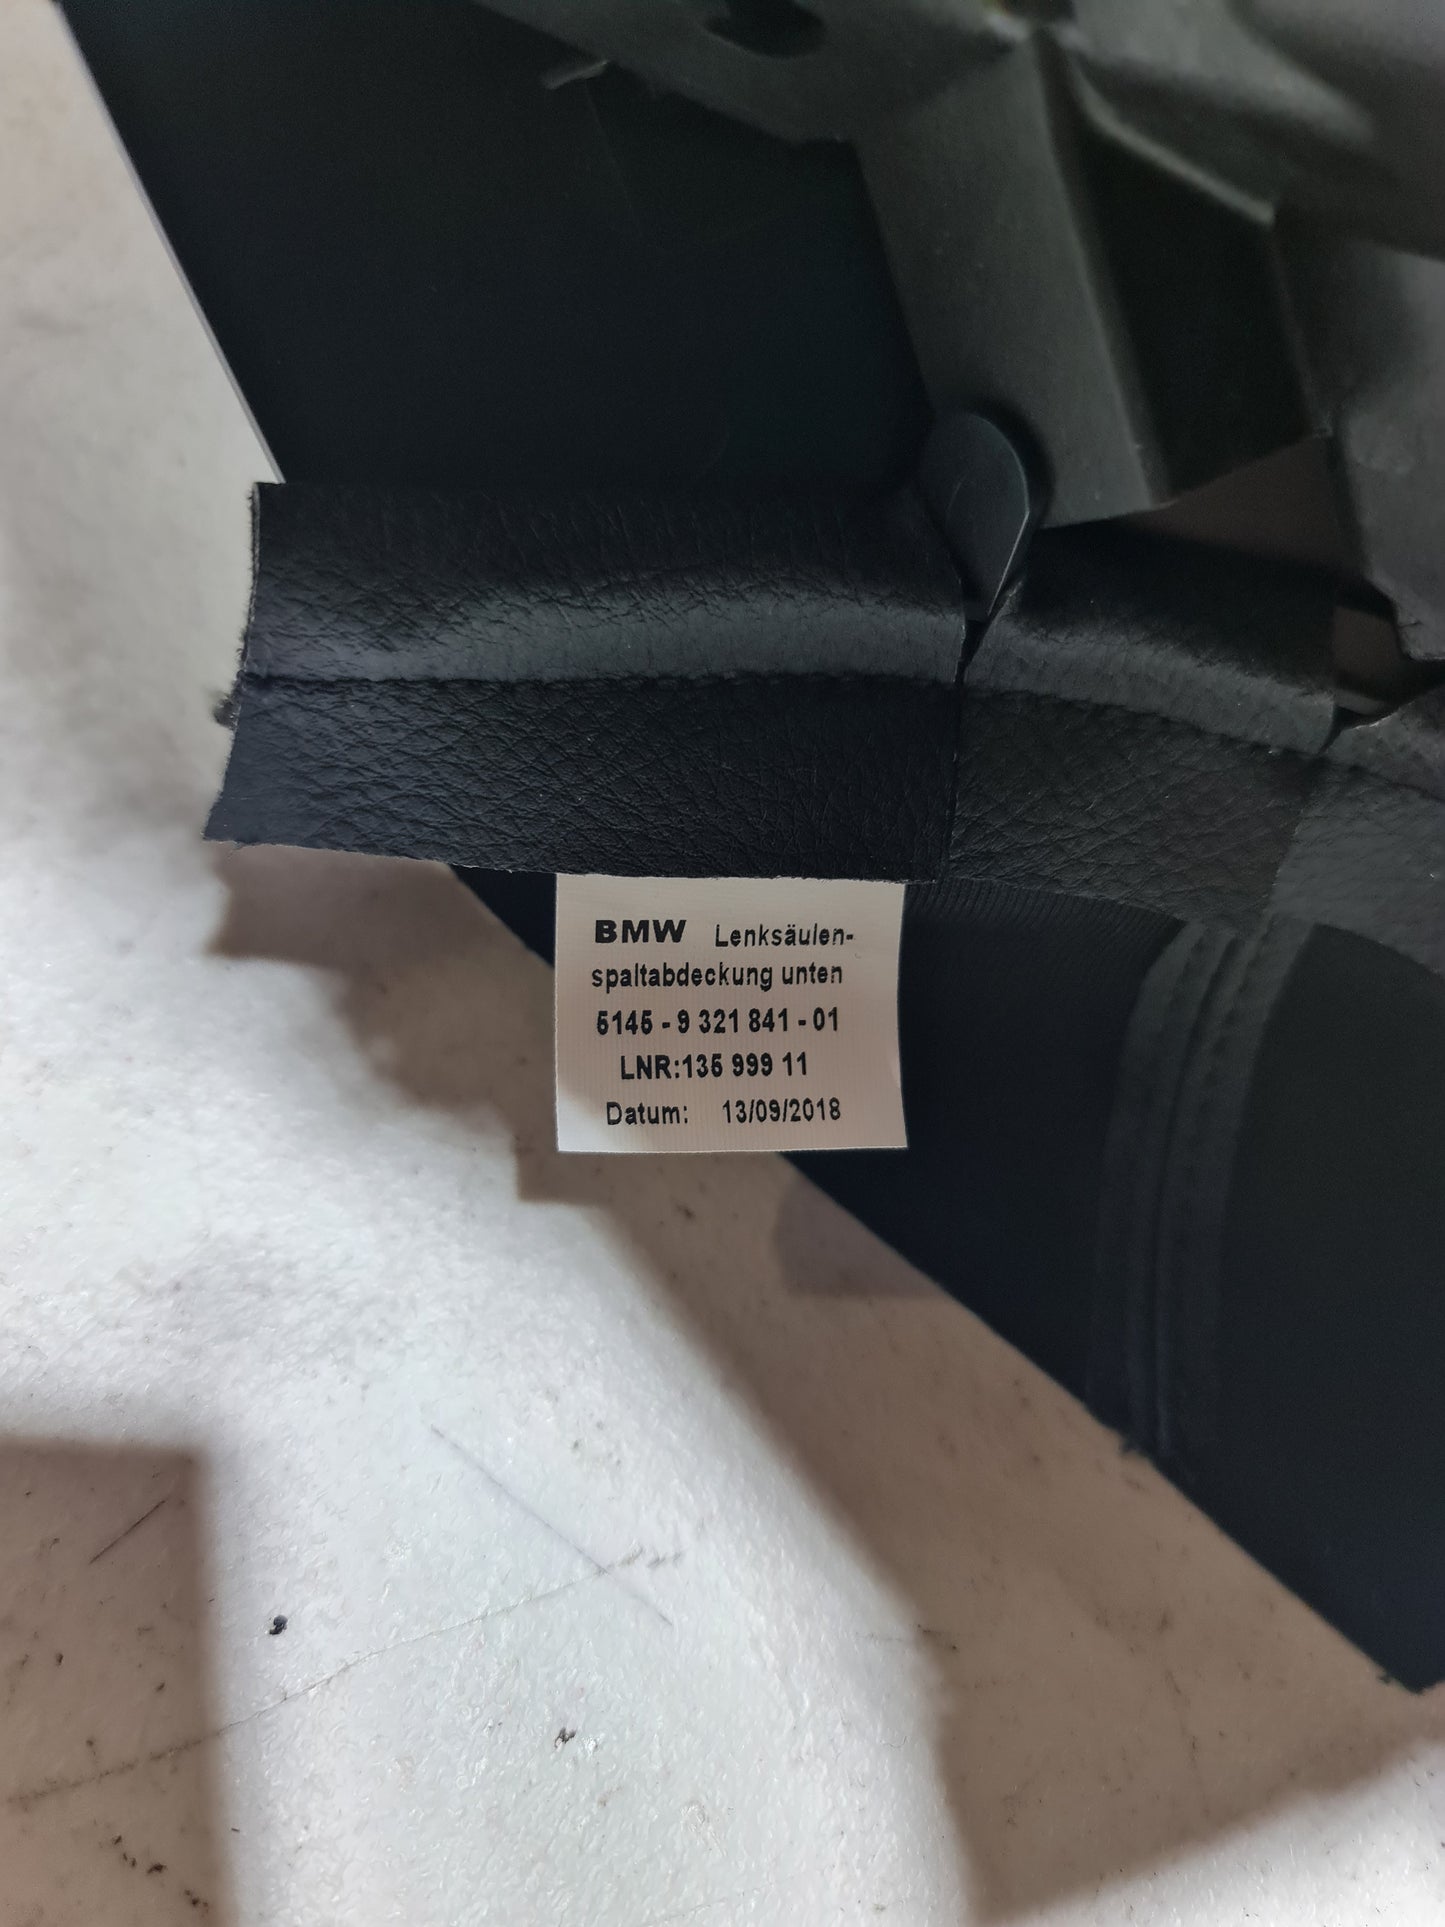 BMW Lenksäulen-
spaltabdeckung unten
5145 - 9 321 841 - 01
LNR:135 999 11
Datum: 13/09/2018